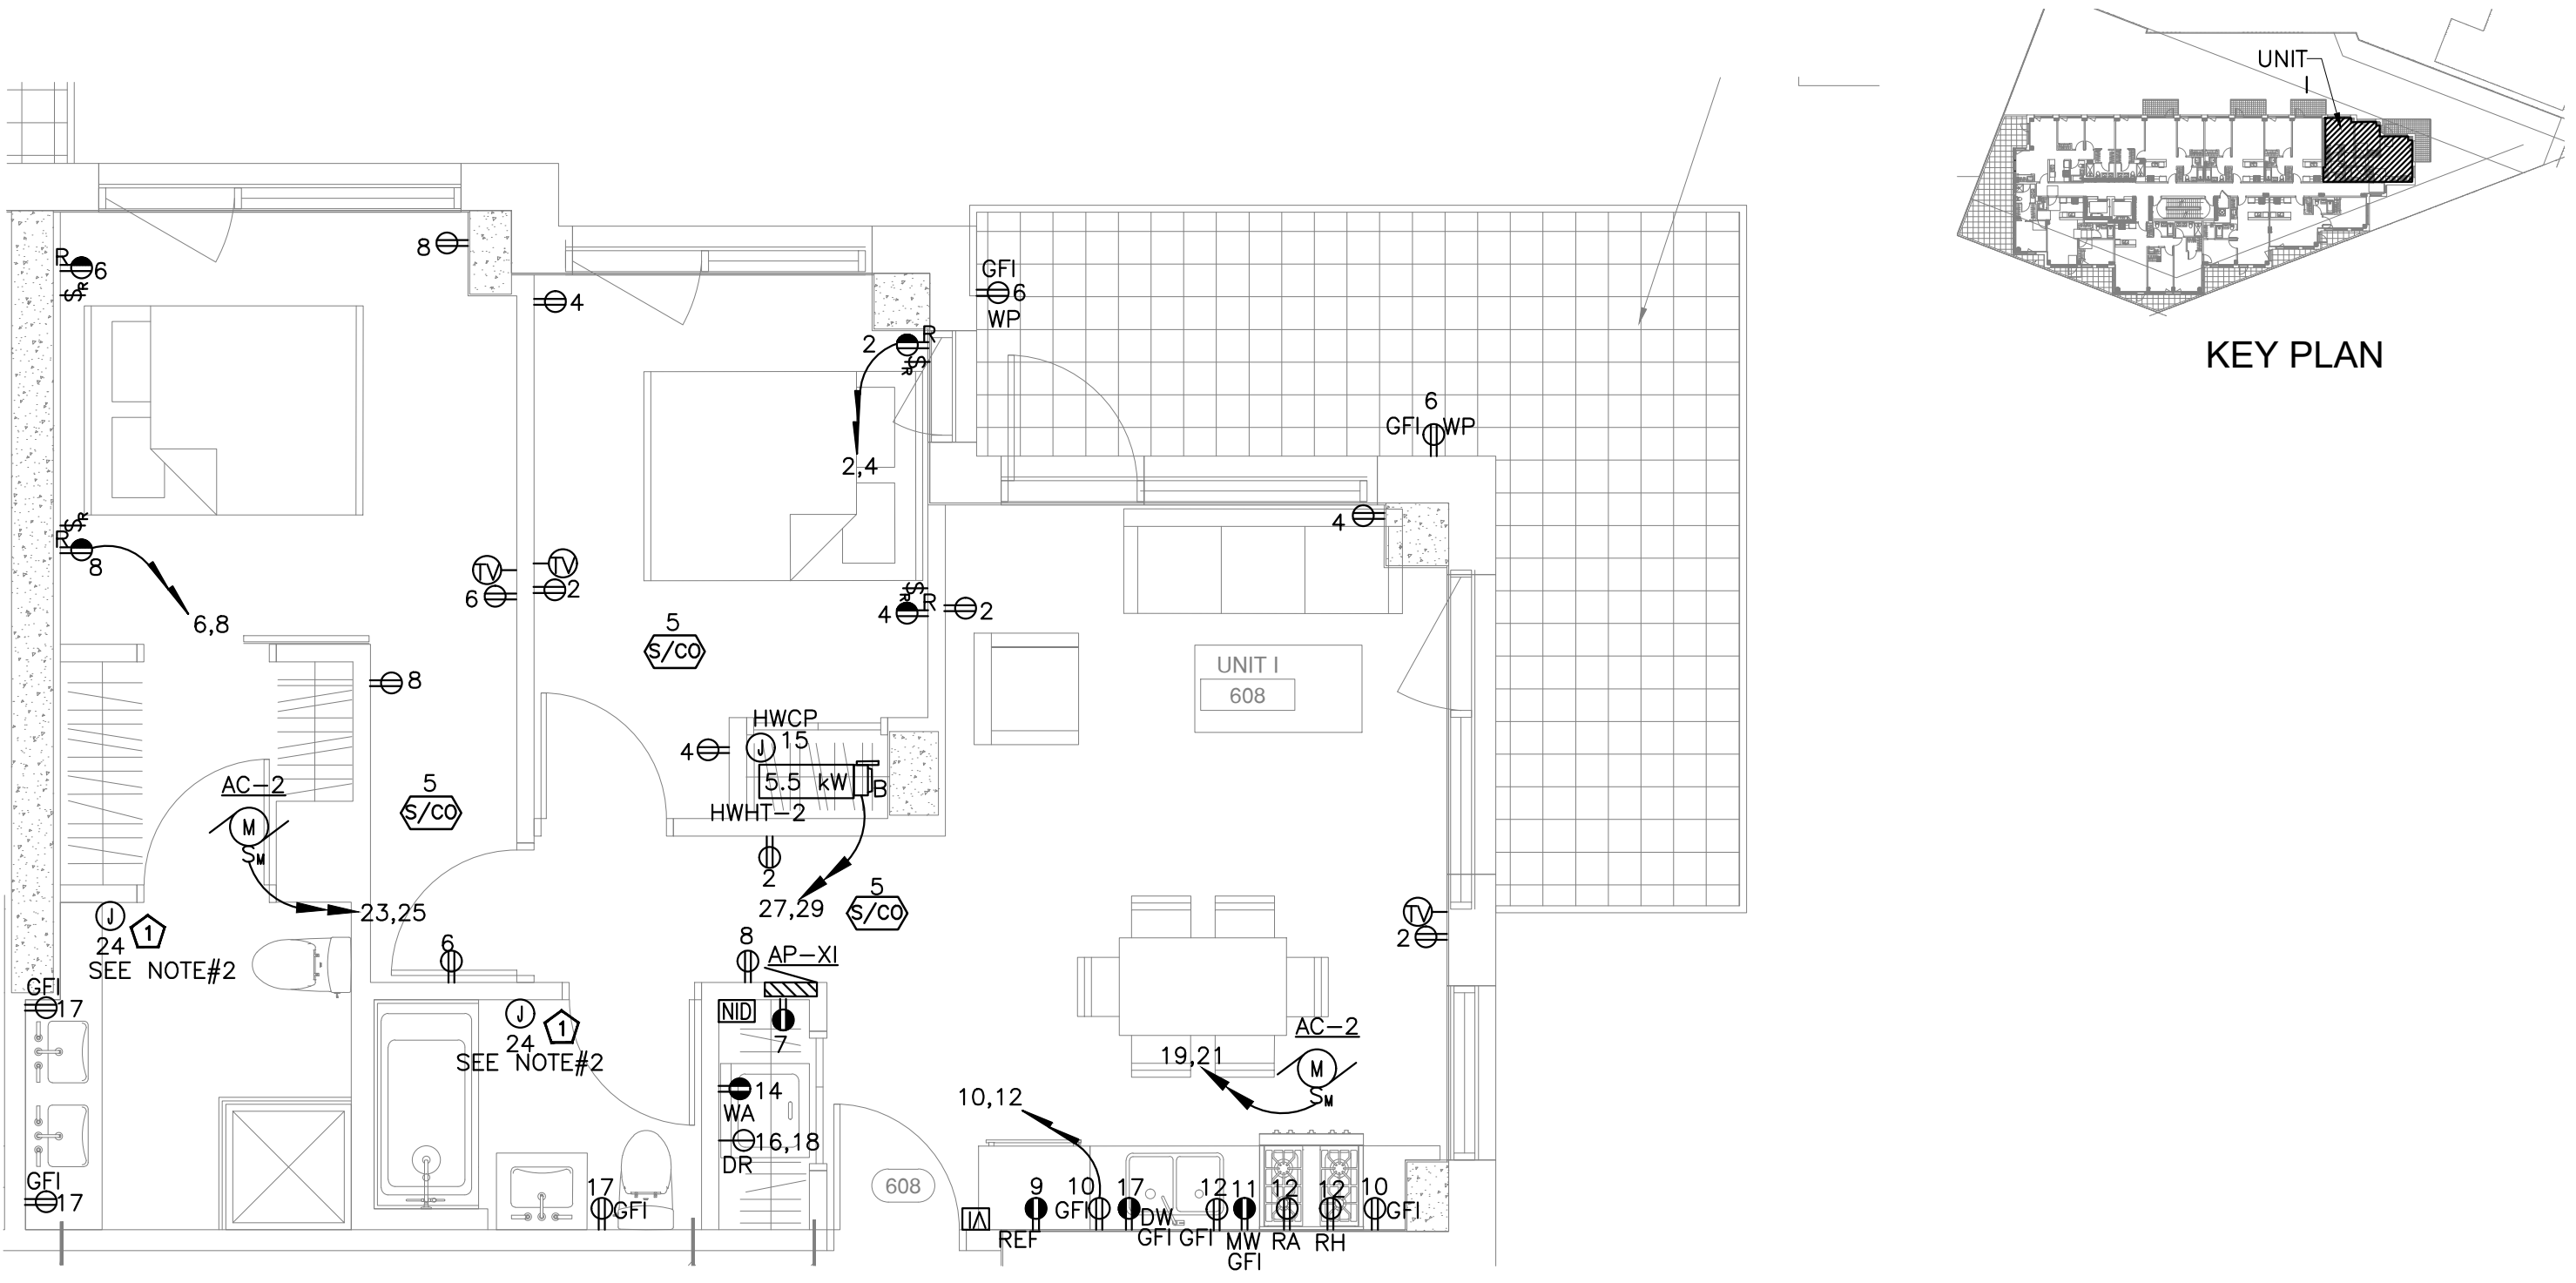 UNIT
I
KEY PLAN
8
R
6
S R
4
GFI
6
WP
R
2
S R
2,4
6
GFI WP
4
S R
R
8
6,8
TV
6
TV
2
S R
4 R
2
5
S/CO
UNIT I
608
8
HWCP
J 15
4
5.5 kW
B
HWHT-2
5
S/CO
AC-2
M
SM
23,25
2
27,29
5
S/CO
TV
2
J
24
1
SEE NOTE#2
6
8
AP-XI
GFI
17
NID
7
J
24
1
SEE NOTE#2
AC-2
M
SM
19,21
14
WA
16,18
DR
10,12
608
GFI
17
17
GFI
9
REF
10
GFI
17
DW
GFI
12
GFI
11
MW
GFI
12
RA
12
RH
10
GFI